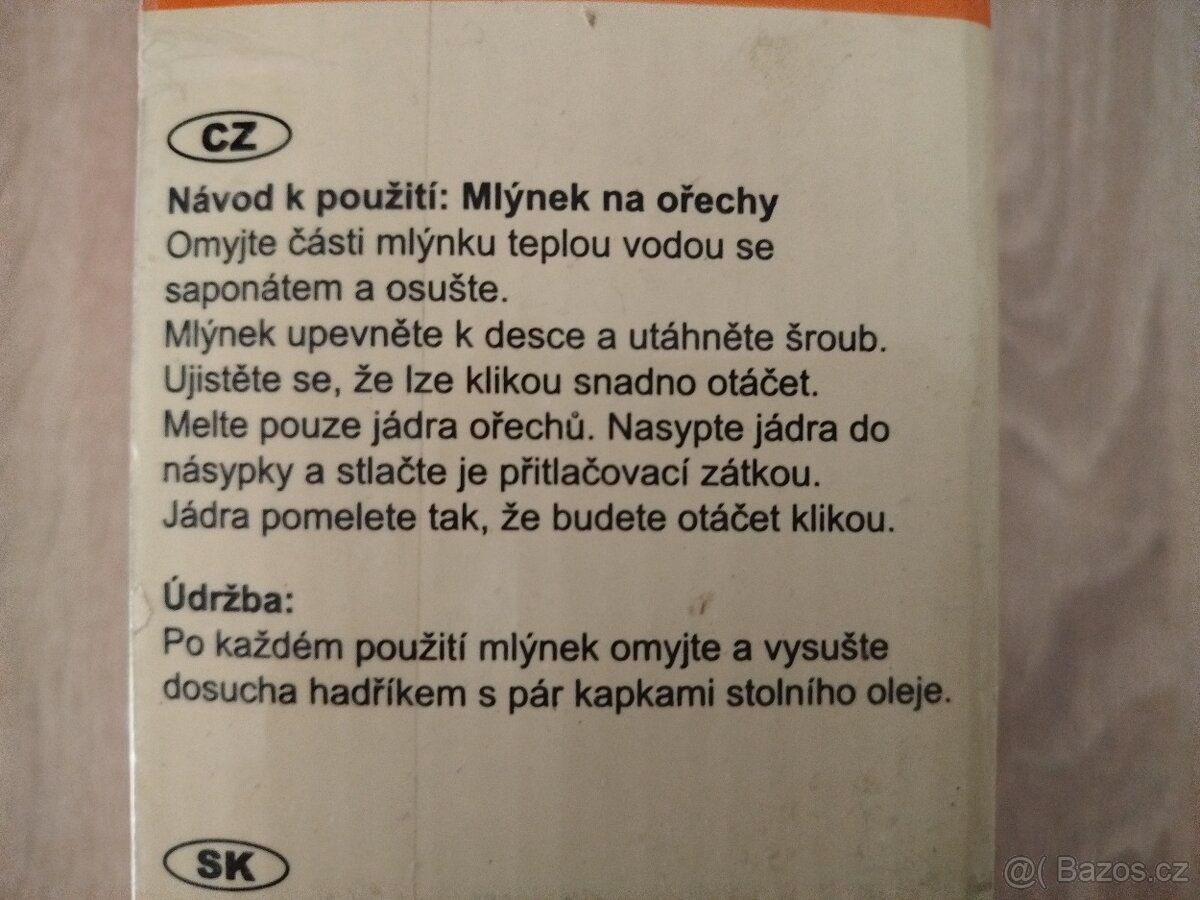 CZ
Návod k použití: Mlýnek na ořechy
Omyjte části mlýnku teplou vodou se
saponátem a osušte.
Mlýnek upevněte k desce a utáhněte šroub.
Ujistěte se, že lze klikou snadno otáčet.
Melte pouze jádra ořechů. Nasypte jádra do
násypky a stlačte je přitlačovací zátkou.
Jádra pomelete tak, že budete otáčet klikou.
Údržba:
Po každém použití mlýnek omyjte a vysušte
dosucha hadříkem s pár kapkami stolního oleje.
SK
@( Bazos.cz